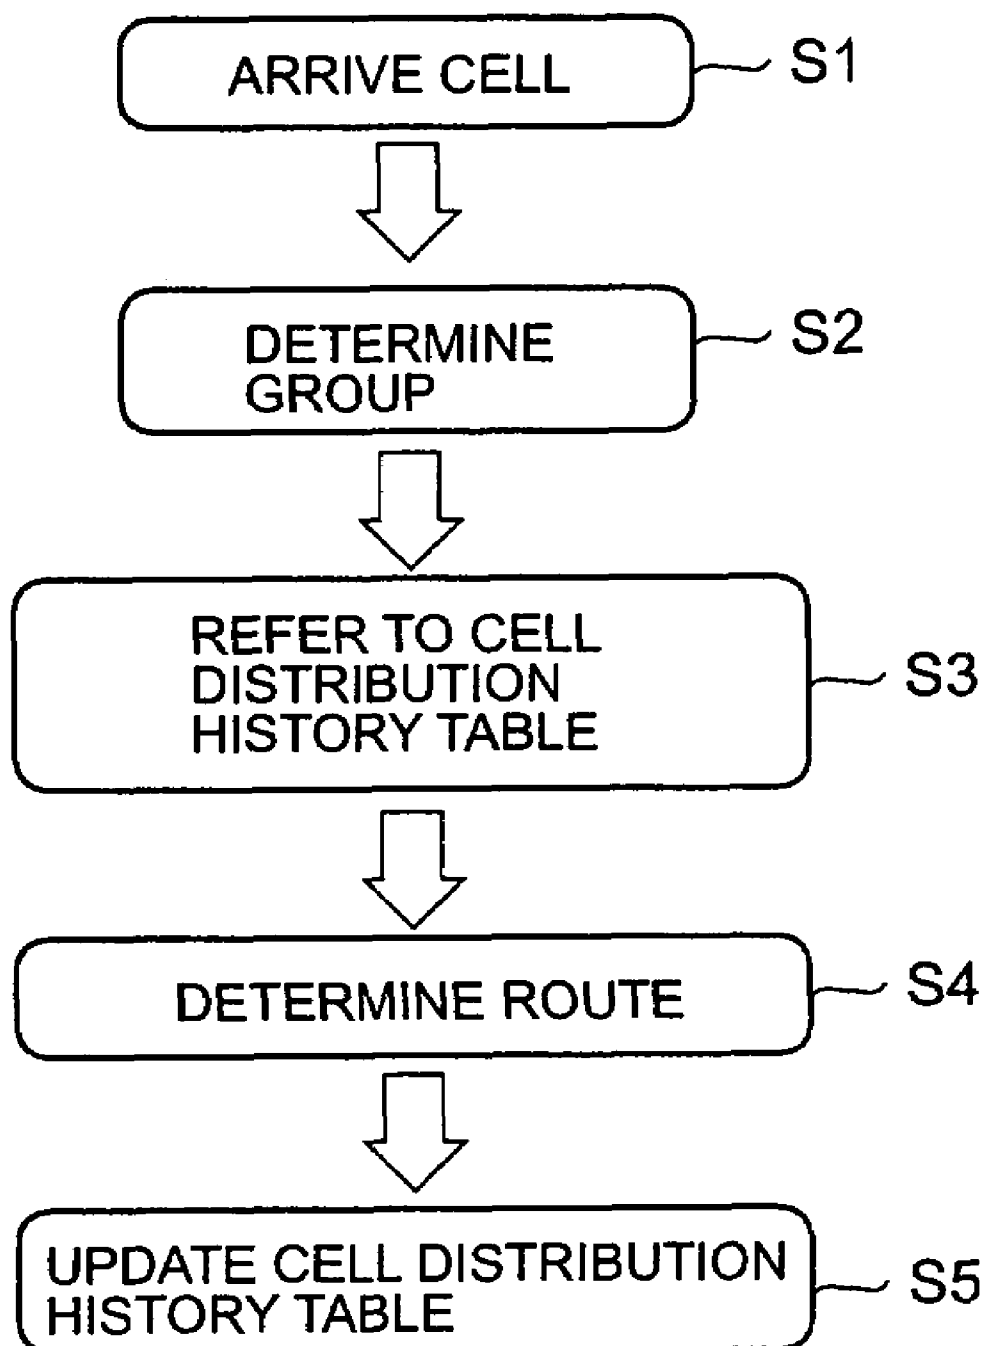 ARRIVE CELL
S1
DETERMINE
GROUP
S2
REFER TO CELL
DISTRIBUTION
HISTORY TABLE
S3
DETERMINE ROUTE
S4
UPDATE CELL DISTRIBUTION
HISTORY TABLE
S5